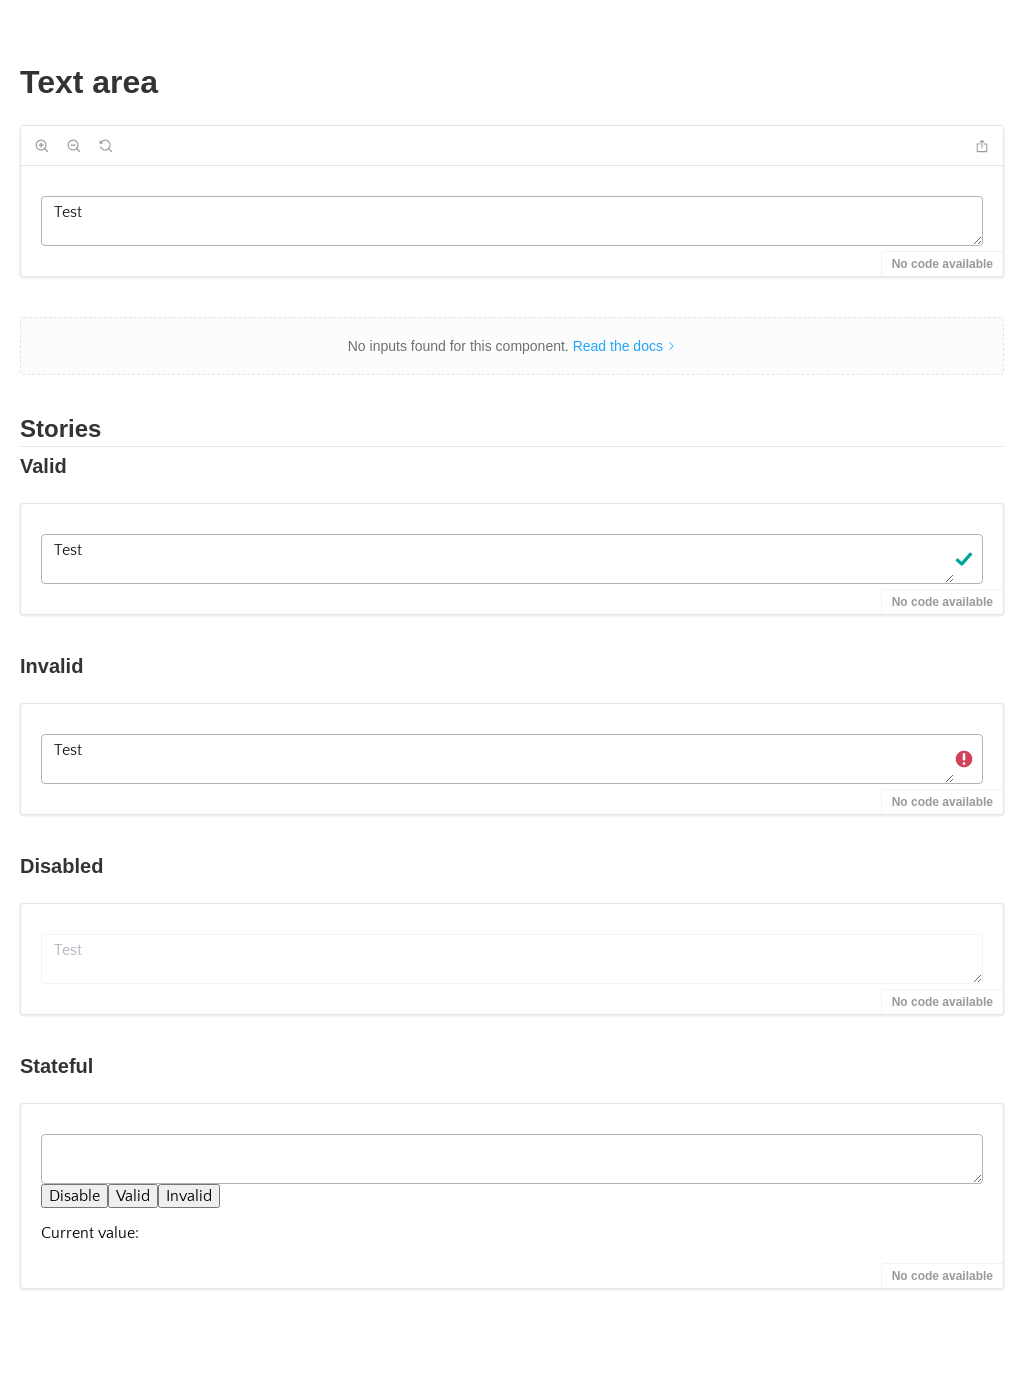 Text area
Test
No code available
No inputs found for this component. Read the docs
Stories
Valid
Test
No code available
Invalid
Test
No code available
Disabled
Test
No code available
Stateful
Disable Valid Invalid
Current value:
No code available